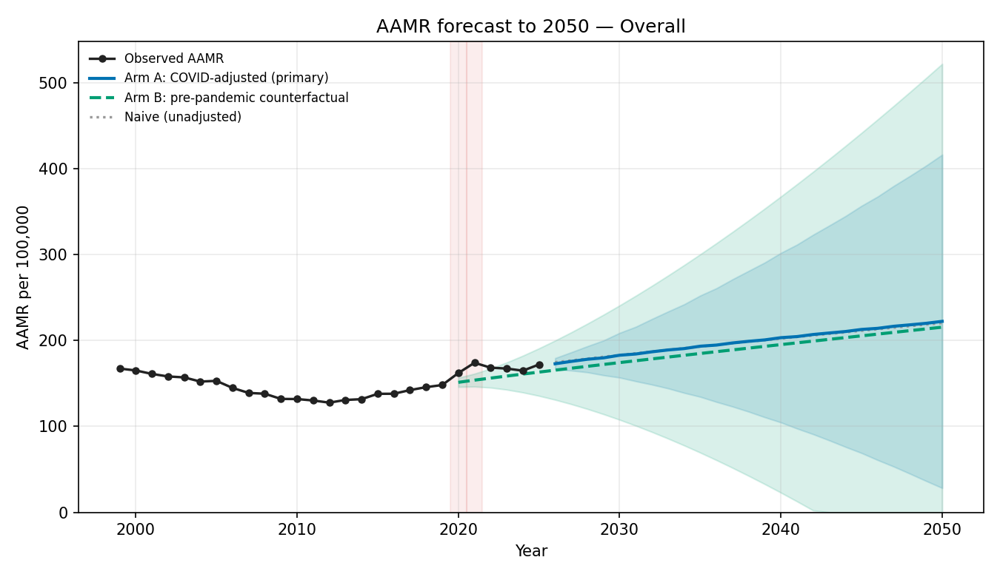 AAMR forecast to 2050 — Overall
Observed AAMR
Arm A: COVID-adjusted (primary)
Arm B: pre-pandemic counterfactual
Naive (unadjusted)
AAMR per 100,000
500
400
300
200
100
0
2000 2010 2020 2030 2040 2050
Year